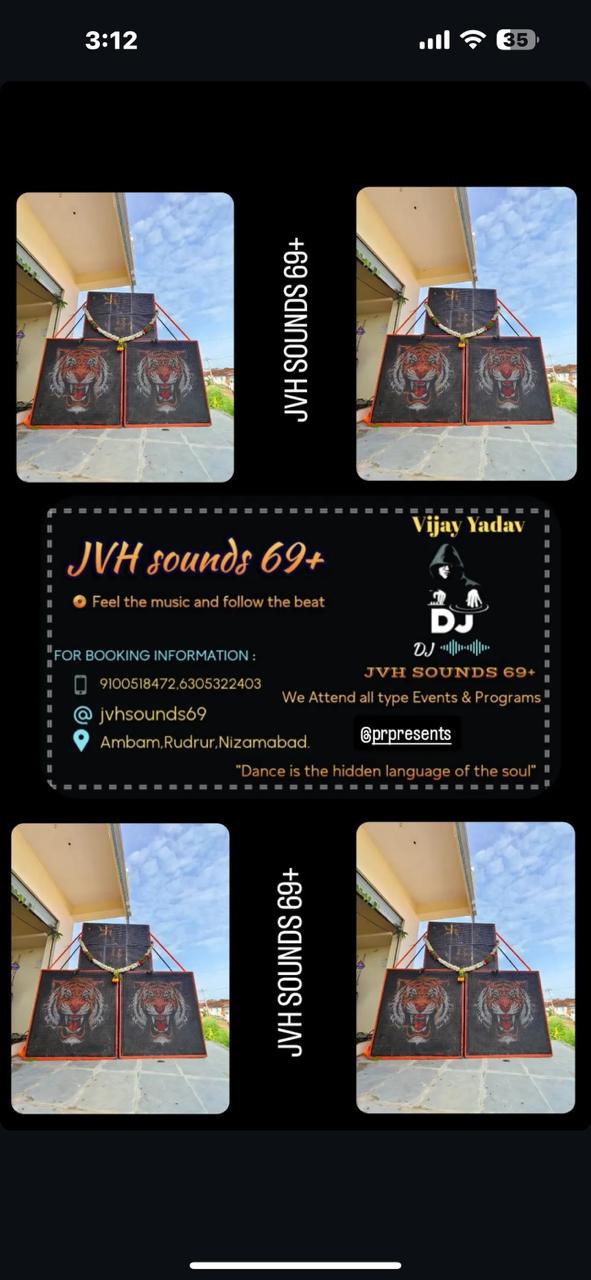 3:12
35
JVH SOUNDS 69+
Vijay Yadav
JVH sounds 69+
Feel the music and follow the beat
DJ
DJ
FOR BOOKING INFORMATION :
JVH SOUNDS 69+
9100518472,6305322403
We Attend all type Events & Programs
@ jvhsounds69
Ambam,Rudrur,Nizamabad.
@prpresents
"Dance is the hidden language of the soul"
JVH SOUNDS 69+